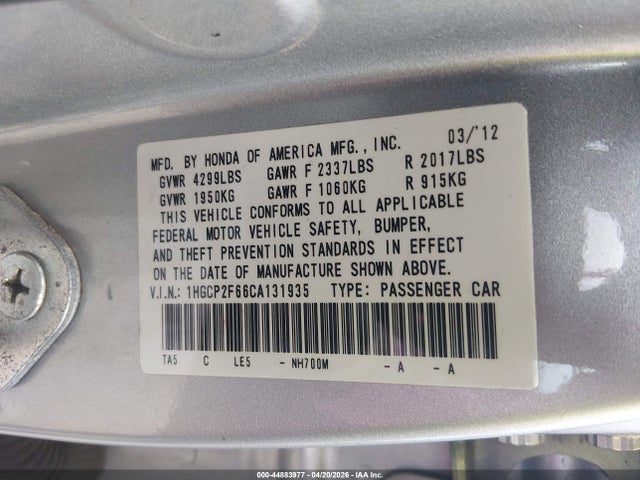 03/'12
MFD. BY HONDA OF AMERICA MFG., INC.
GVWR 4299LBS GAWR F 2337LBS R 2017LBS
GVWR 1950KG GAWR F 1060KG R 915KG
THIS VEHICLE CONFORMS TO ALL APPLICABLE
FEDERAL MOTOR VEHICLE SAFETY, BUMPER,
AND THEFT PREVENTION STANDARDS IN EFFECT
ON THE DATE OF MANUFACTURE SHOWN ABOVE.
V.I.N.: 1HGCP2F66CA131935 TYPE: PASSENGER CAR
TA5 C LE5 - NH700M - A - A
000-44883977 - 04/20/2026 - IAA Inc.